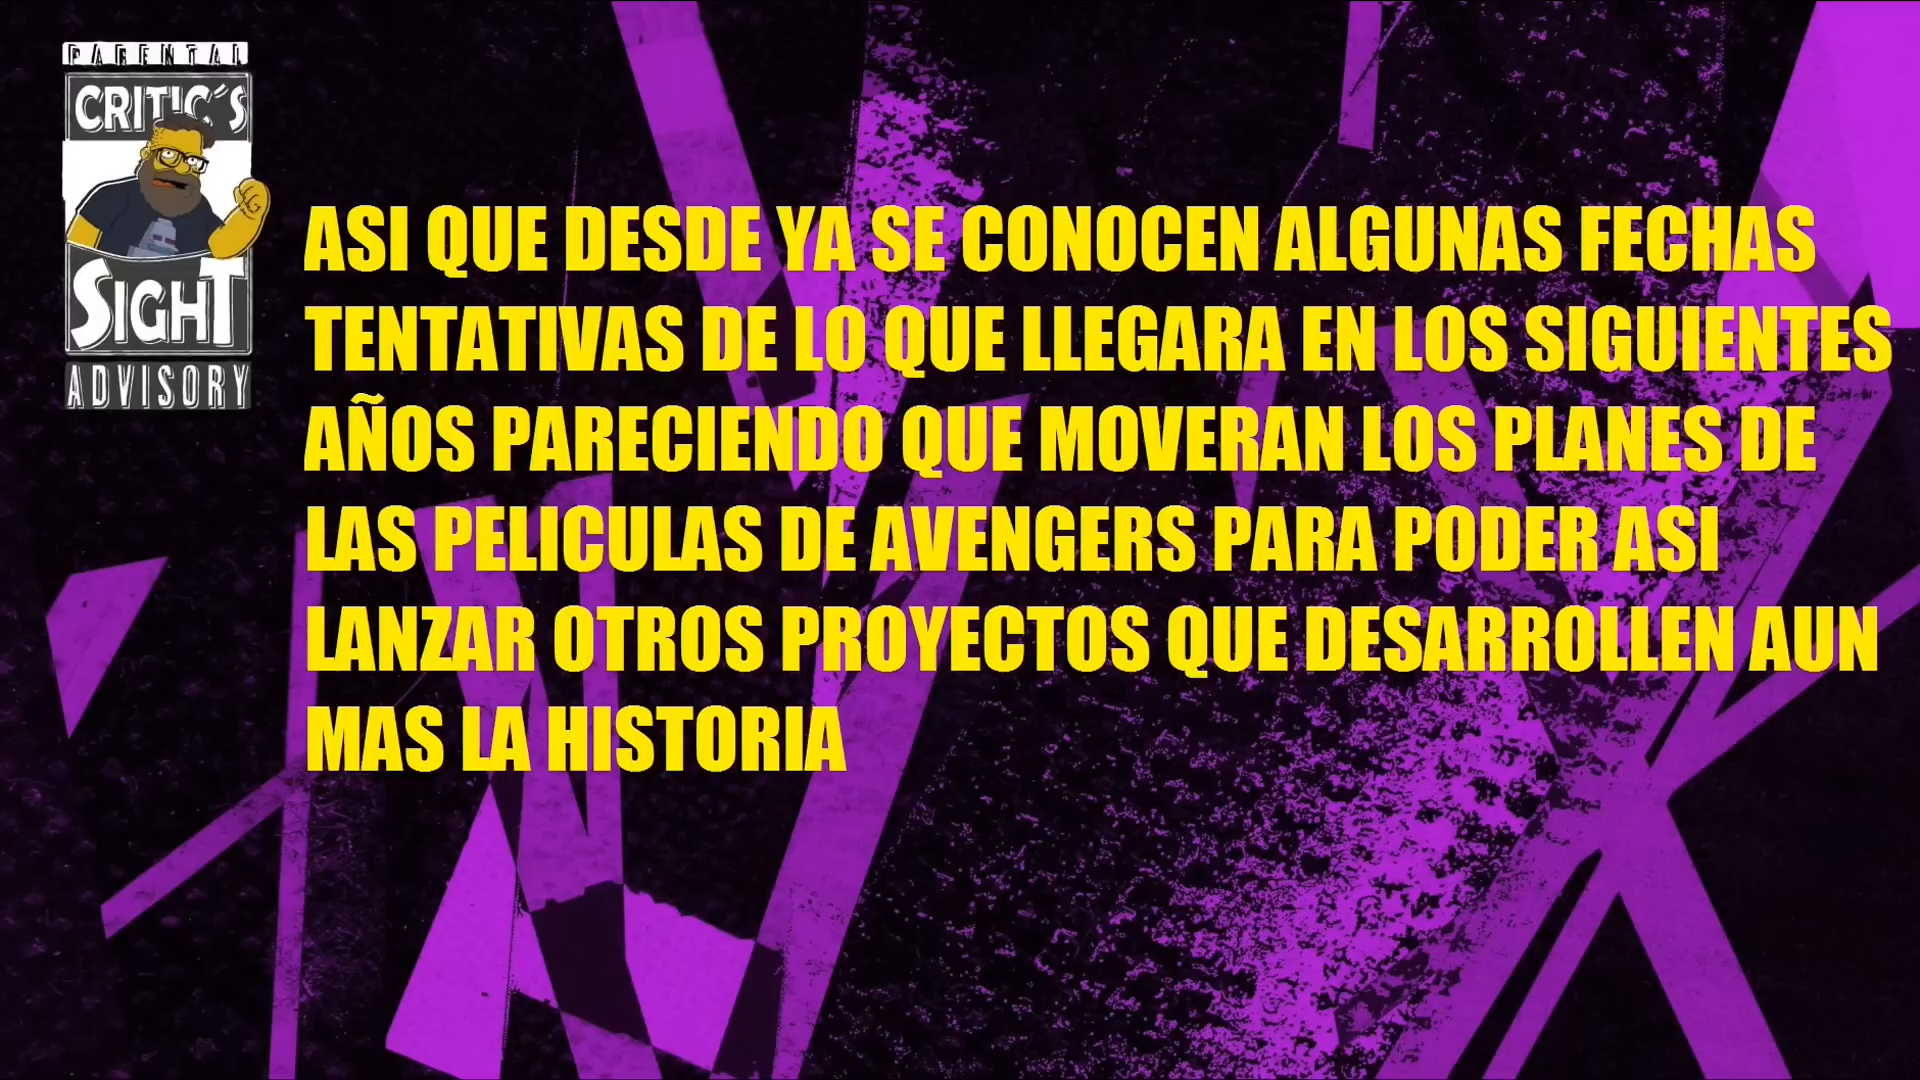 PARENTAL
CRITIC´S
SIGHT
ADVISORY
ASI QUE DESDE YA SE CONOCEN ALGUNAS FECHAS
TENTATIVAS DE LO QUE LLEGARA EN LOS SIGUIENTES
AÑOS PARECIENDO QUE MOVERAN LOS PLANES DE
LAS PELICULAS DE AVENGERS PARA PODER ASI
LANZAR OTROS PROYECTOS QUE DESARROLLEN AUN
MAS LA HISTORIA